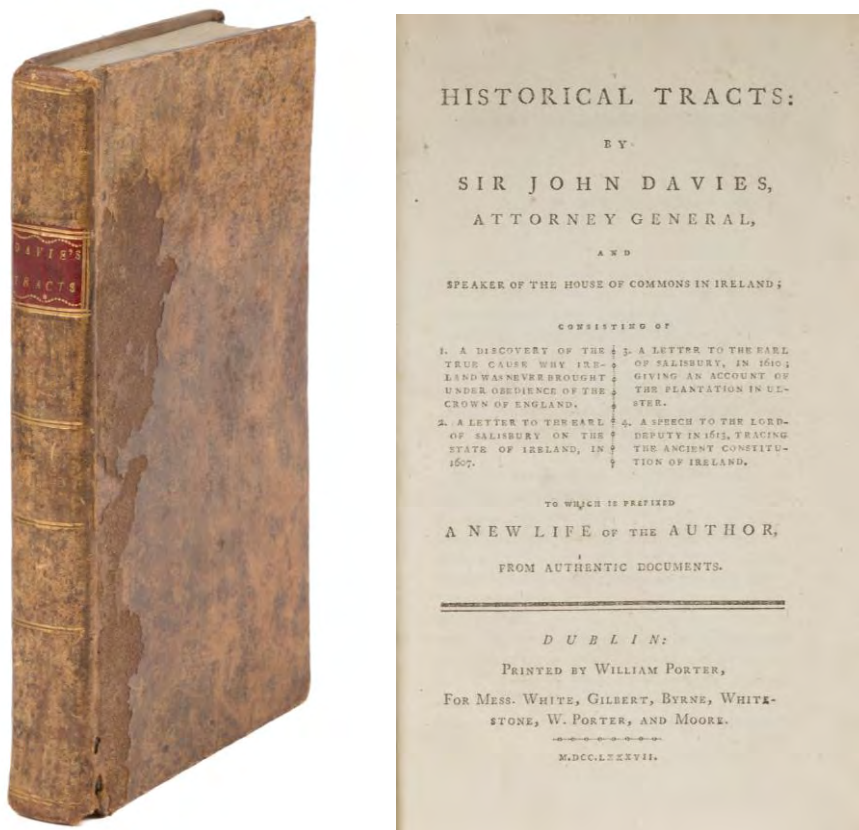 DAVIE'S
TRACTS
HISTORICAL TRACTS:
BY
SIR JOHN DAVIES,
ATTORNEY GENERAL,
AND
SPEAKER OF THE HOUSE OF COMMONS IN IRELAND;
CONSISTING OF
1. A DISCOVERY OF THE
TRUE CAUSE WHY IRE-
LAND WAS NEVER BROUGHT
UNDER OBEDIENCE OF THE
CROWN OF ENGLAND.
2. A LETTER TO THE EARL
OF SALISBURY ON THE
STATE OF IRELAND, IN
1607.
3. A LETTER TO THE EARL
OF SALISBURY, IN 1610;
GIVING AN ACCOUNT OF
THE PLANTATION IN UL-
STER.
4. A SPEECH TO THE LORD-
DEPUTY IN 1613, TRACING
THE ANCIENT CONSTITU-
TION OF IRELAND.
TO WHICH IS PREFIXED
A NEW LIFE OF THE AUTHOR,
FROM AUTHENTIC DOCUMENTS.
DUBLIN:
PRINTED BY WILLIAM PORTER,
FOR MESS. WHITE, GILBERT, BYRNE, WHITE-
STONE, W. PORTER, AND MOORE.
M.DCC.LXXXVII.